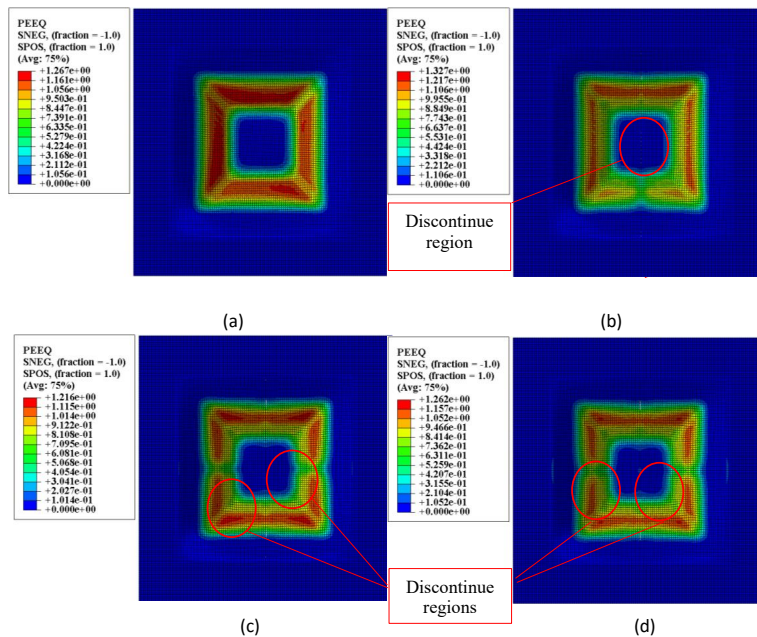 PEEQ
SNEG, (fraction = -1.0)
SPOS, (fraction = 1.0)
(Avg: 75%)
+1.267e+00
+1.161e+00
+1.056e+00
+9.503e-01
+8.447e-01
+7.391e-01
+6.335e-01
+5.279e-01
+4.224e-01
+3.168e-01
+2.112e-01
+1.056e-01
+0.000e+00
PEEQ
SNEG, (fraction = -1.0)
SPOS, (fraction = 1.0)
(Avg: 75%)
+1.327e+00
+1.217e+00
+1.106e+00
+9.955e-01
+8.849e-01
+7.743e-01
+6.637e-01
+5.531e-01
+4.424e-01
+3.318e-01
+2.212e-01
+1.106e-01
+0.000e+00
Discontinue
region
(a)
(b)
PEEQ
SNEG, (fraction = -1.0)
SPOS, (fraction = 1.0)
(Avg: 75%)
+1.216e+00
+1.115e+00
+1.014e+00
+9.122e-01
+8.108e-01
+7.095e-01
+6.081e-01
+5.068e-01
+4.054e-01
+3.041e-01
+2.027e-01
+1.014e-01
+0.000e+00
PEEQ
SNEG, (fraction = -1.0)
SPOS, (fraction = 1.0)
(Avg: 75%)
+1.262e+00
+1.157e+00
+1.052e+00
+9.466e-01
+8.414e-01
+7.362e-01
+6.311e-01
+5.259e-01
+4.207e-01
+3.155e-01
+2.104e-01
+1.052e-01
+0.000e+00
Discontinue
regions
(c)
(d)